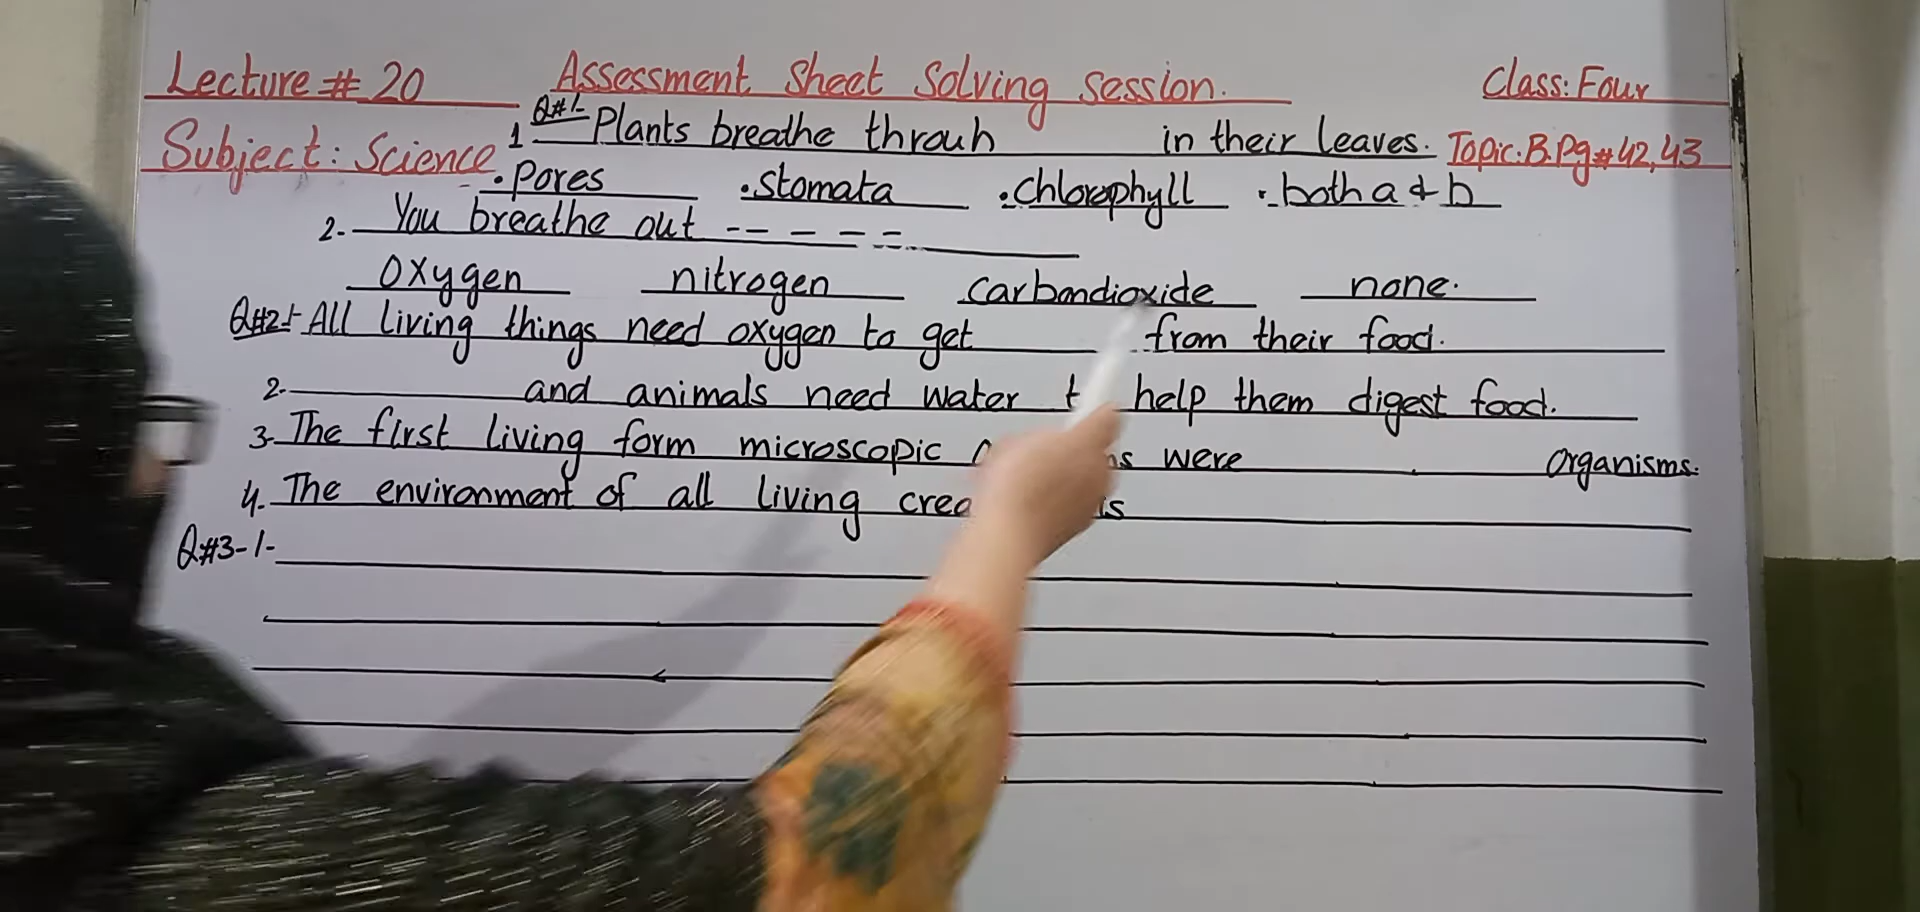 Lecture # 20 Assessment Sheet Solving Session. Class: Four
Subject: Science Topic: B.Pg# 42,43
Q#1- 1 Plants breathe throuh in their leaves.
. Pores . stomata . chlorophyll . both a & b
2- You breathe out -- - - -
oxygen nitrogen carbondioxide none.
Q#2:- All living things need oxygen to get from their food.
2- and animals need water help them digest food.
3- The first living form microscopic were organisms.
4- The environment of all living is
Q#3- 1-